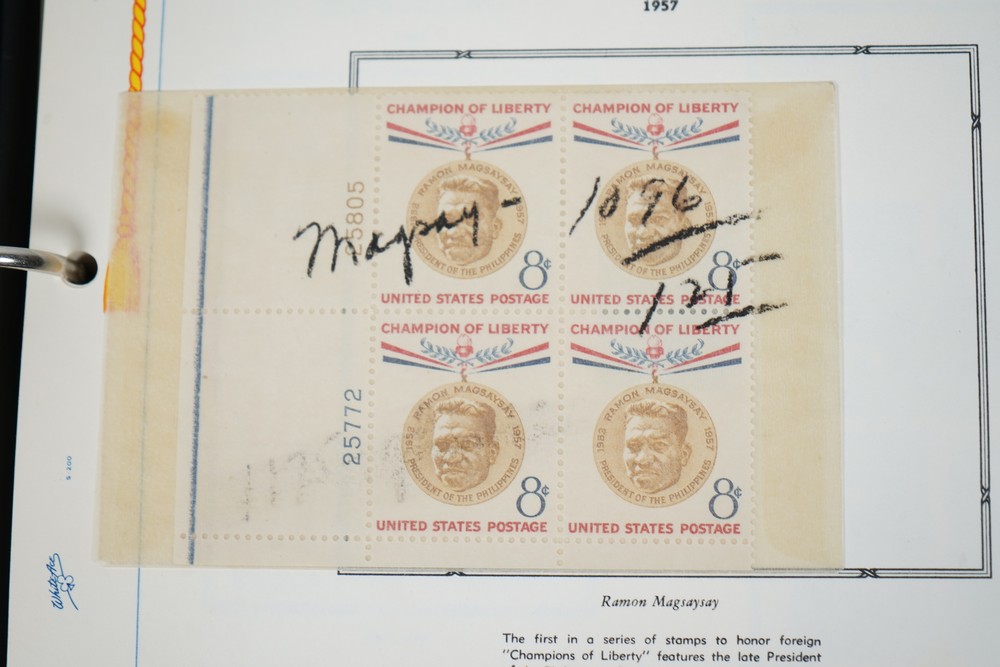 1957
CHAMPION OF LIBERTY
RAMON MAGSAYSAY
1957
PRESIDENT OF THE PHILIPPINES
8¢
UNITED STATES POSTAGE
CHAMPION OF LIBERTY
RAMON MAGSAYSAY
PRESIDENT OF THE PHILIPPINES
8¢
UNITED STATES POSTAGE
5805
Magsay - 1096
125
CHAMPION OF LIBERTY
RAMON MAGSAYSAY
1953 1957
PRESIDENT OF THE PHILIPPINES
8¢
UNITED STATES POSTAGE
CHAMPION OF LIBERTY
RAMON MAGSAYSAY
1953 1957
PRESIDENT OF THE PHILIPPINES
8¢
UNITED STATES POSTAGE
25772
S-200
White Ace
Ramon Magsaysay
The first in a series of stamps to honor foreign
"Champions of Liberty" features the late President